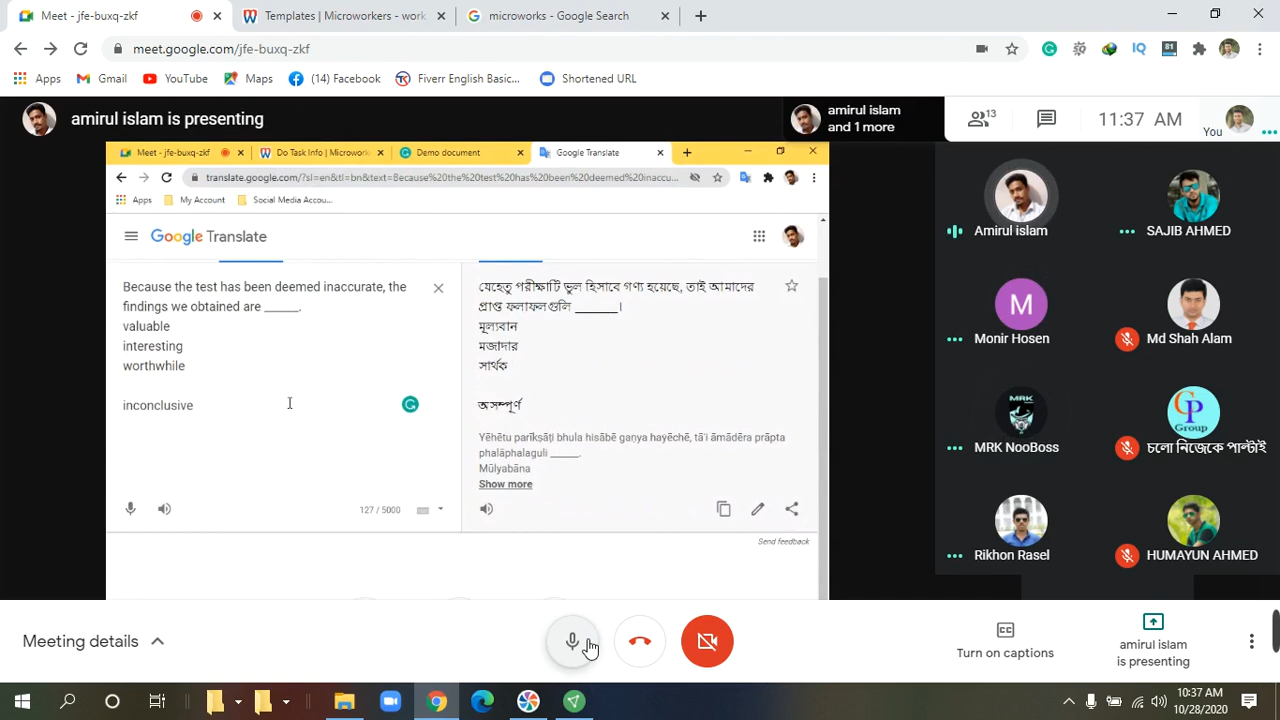 Meet - jfe-buxq-zkf
Templates | Microworkers - work
microworks - Google Search
meet.google.com/jfe-buxq-zkf
81
IQ
Apps
Gmail
YouTube
Maps
(14) Facebook
Fiverr English Basic...
Shortened URL
amirul islam is presenting
amirul islam
and 1 more
13
11:37 AM
You
Meet - jfe-buxq-zkf
Do Task Info | Microwork
Demo document
Google Translate
translate.google.com/?sl=en&tl=bn&text=Because%20the%20test%20has%20been%20deemed%20inaccu...
Apps
My Account
Social Media Accou...
Google Translate
Because the test has been deemed inaccurate, the
findings we obtained are ______.
valuable
interesting
worthwhile
inconclusive
127 / 5000
যেহেতু পরীক্ষাটি ভুল হিসাবে গণ্য হয়েছে, তাই আমাদের
প্রাপ্ত ফলাফলগুলি ______।
মূল্যবান
মজাদার
সার্থক
অসম্পূর্ণ
Yēhētu parīkṣāṭi bhula hisābē gaṇya haẏēchē, tā'i āmādēra prāpta
phalāphalaguli ______.
Mūlyabāna
Show more
Send feedback
Amirul islam
SAJIB AHMED
M
Monir Hosen
Md Shah Alam
MRK
MRK NooBoss
CP
Group
চলো নিজেকে পাল্টাই
Rikhon Rasel
HUMAYUN AHMED
Meeting details
CC
Turn on captions
amirul islam
is presenting
10:37 AM
10/28/2020